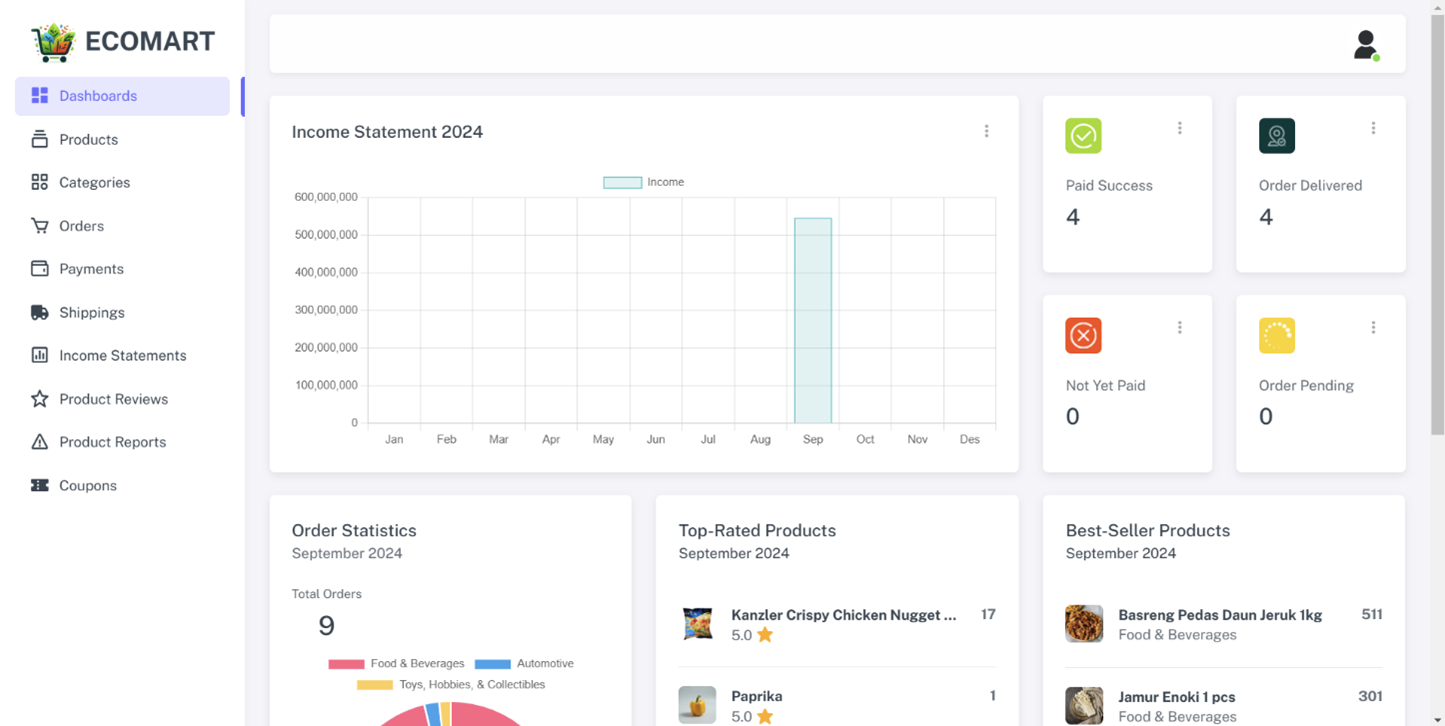 ECOMART
Dashboards
Products
Categories
Orders
Payments
Shippings
Income Statements
Product Reviews
Product Reports
Coupons
Income Statement 2024
Income
600,000,000
500,000,000
400,000,000
300,000,000
200,000,000
100,000,000
0
Jan Feb Mar Apr May Jun Jul Aug Sep Oct Nov Des
Paid Success
4
Order Delivered
4
Not Yet Paid
0
Order Pending
0
Order Statistics
September 2024
Total Orders
9
Food & Beverages Automotive
Toys, Hobbies, & Collectibles
Top-Rated Products
September 2024
Kanzler Crispy Chicken Nugget ... 17
5.0
Paprika 1
5.0
Best-Seller Products
September 2024
Basreng Pedas Daun Jeruk 1kg 511
Food & Beverages
Jamur Enoki 1 pcs 301
Food & Beverages